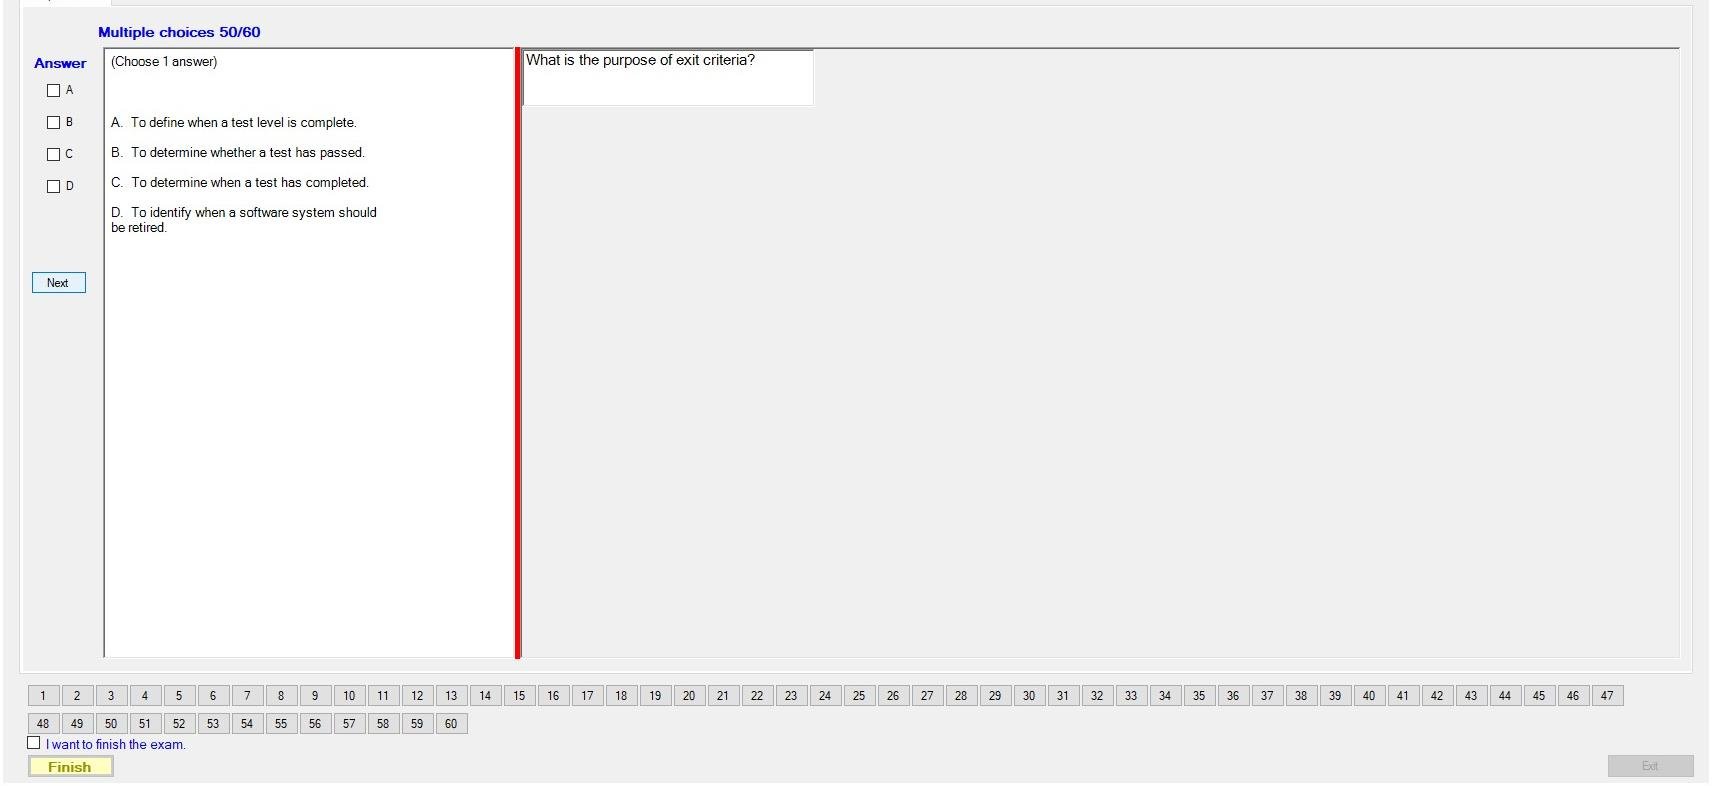 Multiple choices 50/60
Answer
(Choose 1 answer)
What is the purpose of exit criteria?
A
B
C
D
A. To define when a test level is complete.
B. To determine whether a test has passed.
C. To determine when a test has completed.
D. To identify when a software system should
be retired.
Next
1 2 3 4 5 6 7 8 9 10 11 12 13 14 15 16 17 18 19 20 21 22 23 24 25 26 27 28 29 30 31 32 33 34 35 36 37 38 39 40 41 42 43 44 45 46 47
48 49 50 51 52 53 54 55 56 57 58 59 60
I want to finish the exam.
Finish
Exit